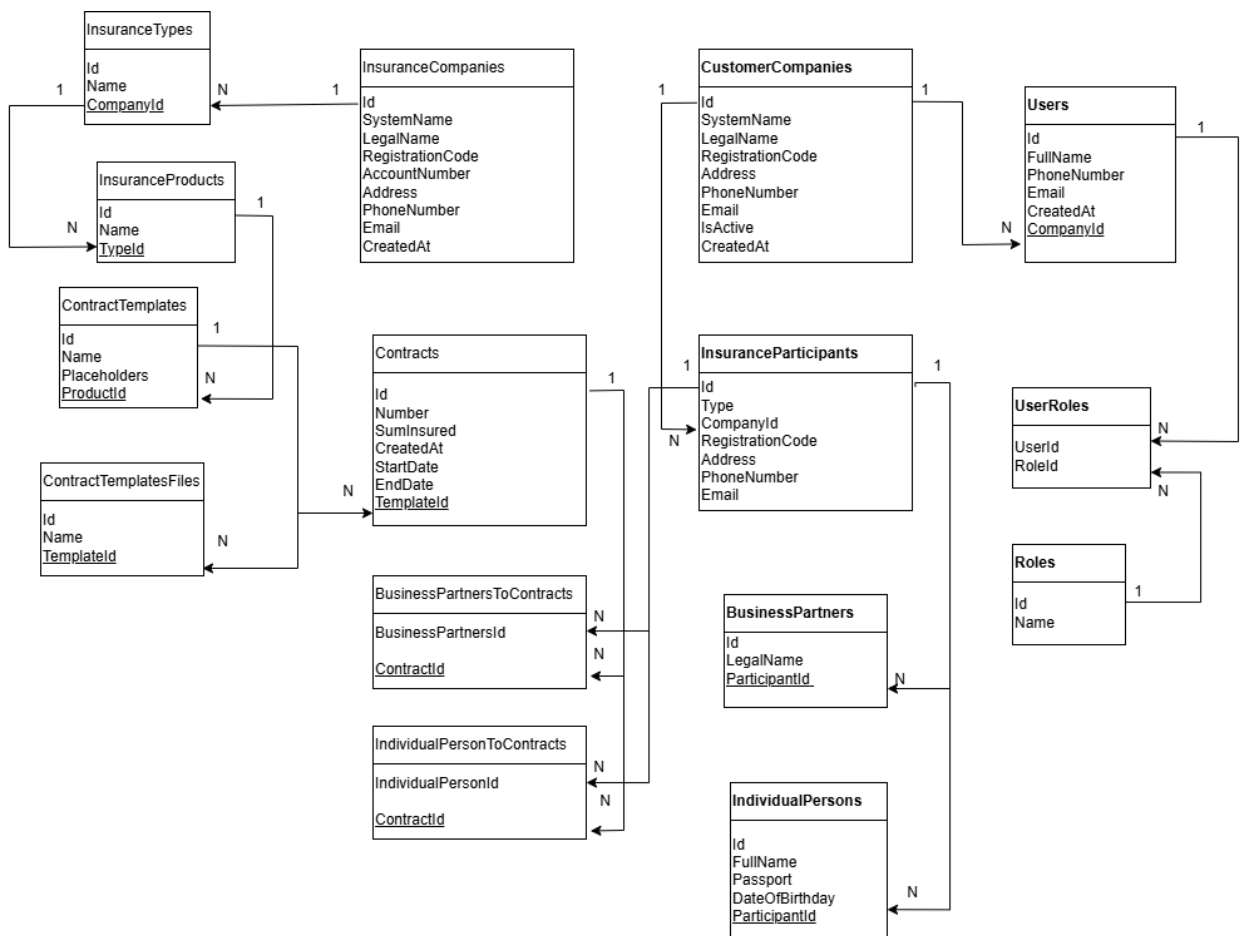 InsuranceTypes
Id
Name
CompanyId
1
N
1
InsuranceCompanies
Id
SystemName
LegalName
RegistrationCode
AccountNumber
Address
PhoneNumber
Email
CreatedAt
CustomerCompanies
Id
SystemName
LegalName
RegistrationCode
Address
PhoneNumber
Email
IsActive
CreatedAt
1
1
Users
Id
FullName
PhoneNumber
Email
CreatedAt
CompanyId
1
N
InsuranceProducts
Id
Name
TypeId
N
1
ContractTemplates
Id
Name
Placeholders
ProductId
1
N
Contracts
Id
Number
SumInsured
CreatedAt
StartDate
EndDate
TemplateId
1
N
InsuranceParticipants
Id
Type
CompanyId
RegistrationCode
Address
PhoneNumber
Email
1
N
1
UserRoles
UserId
RoleId
N
N
ContractTemplatesFiles
Id
Name
TemplateId
N
BusinessPartnersToContracts
BusinessPartnersId
ContractId
N
N
BusinessPartners
Id
LegalName
ParticipantId
N
Roles
Id
Name
1
IndividualPersonToContracts
IndividualPersonId
ContractId
N
N
IndividualPersons
Id
FullName
Passport
DateOfBirthday
ParticipantId
N